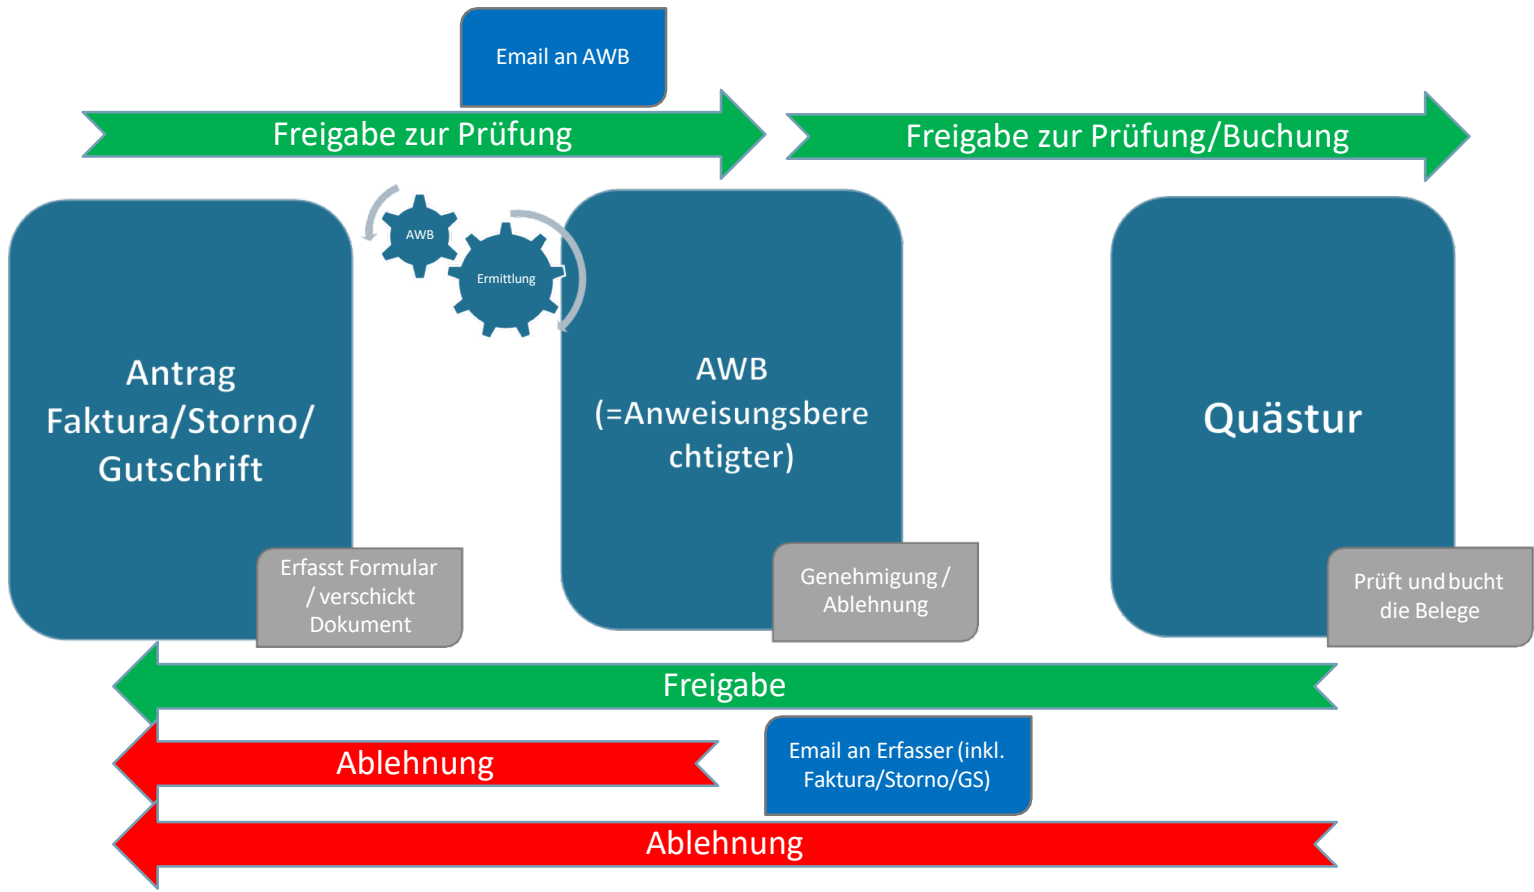 Email an AWB
Freigabe zur Prüfung
Freigabe zur Prüfung/Buchung
AWB
Ermittlung
Antrag
Faktura/Storno/
Gutschrift
AWB
(=Anweisungsbere
chtigter)
Quästur
Erfasst Formular
/ verschickt
Dokument
Genehmigung /
Ablehnung
Prüft und bucht
die Belege
Freigabe
Ablehnung
Email an Erfasser (inkl.
Faktura/Storno/GS)
Ablehnung